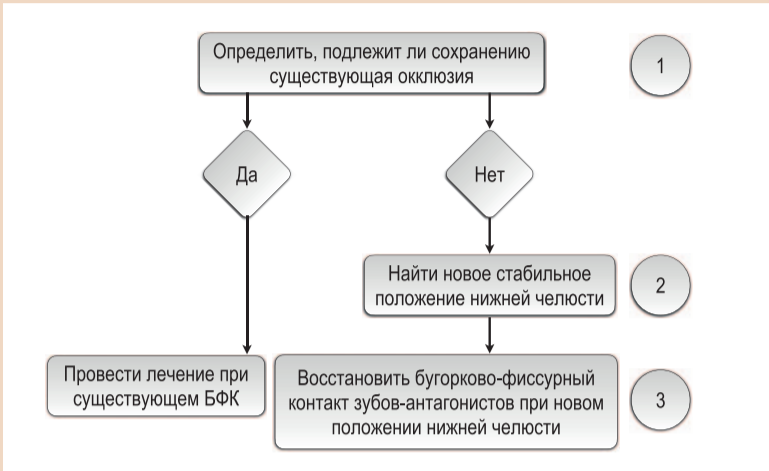 Определить, подлежит ли сохранению
существующая окклюзия
1
Да
Нет
Найти новое стабильное
положение нижней челюсти
2
Провести лечение при
существующем БФК
Восстановить бугорково-фиссурный
контакт зубов-антагонистов при новом
положении нижней челюсти
3